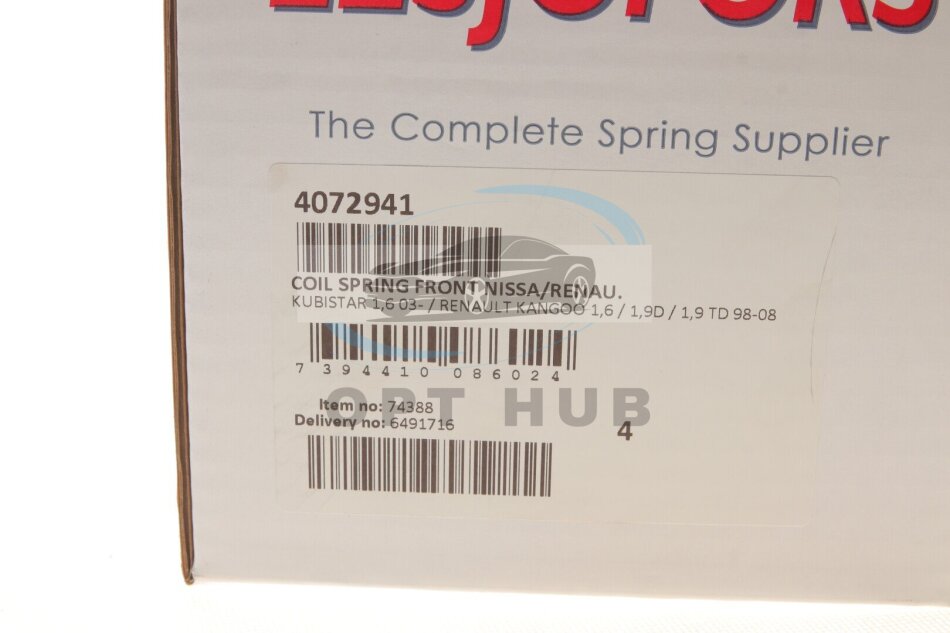 LESJÖFORS
The Complete Spring Supplier
4072941
COIL SPRING FRONT NISSA/RENAU.
KUBISTAR 1,6 03- / RENAULT KANGOO 1,6 / 1,9D / 1,9 TD 98-08
7 394410 086024
OPT HUB
Item no: 74388
Delivery no: 6491716
4